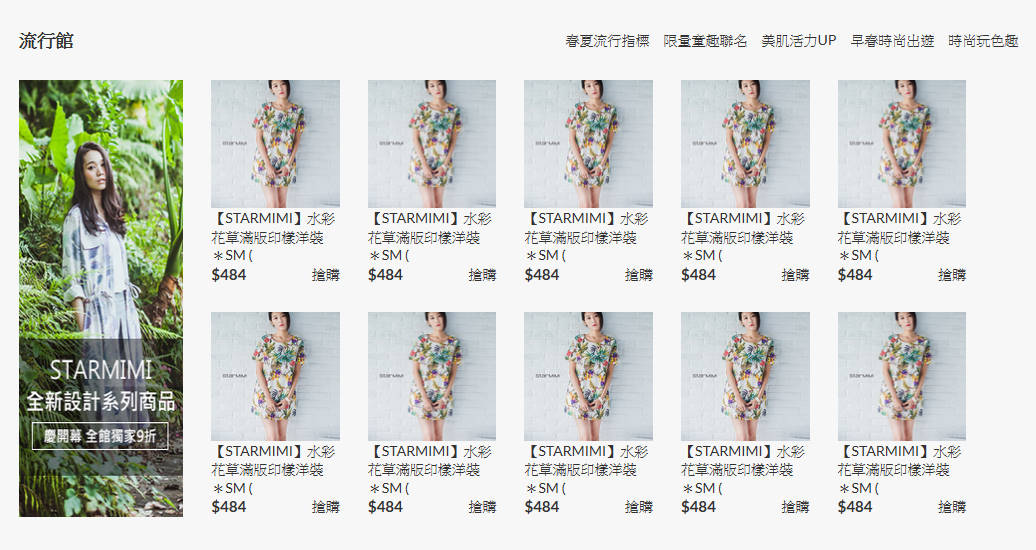 流行館
春夏流行指標 限量童趣聯名 美肌活力UP 早春時尚出遊 時尚玩色趣
STARMIMI
全新設計系列商品
慶開幕 全館獨家9折
STARMIMI
【STARMIMI】水彩
花草滿版印樣洋裝
＊SM (
$484 搶購
STARMIMI
【STARMIMI】水彩
花草滿版印樣洋裝
＊SM (
$484 搶購
STARMIMI
【STARMIMI】水彩
花草滿版印樣洋裝
＊SM (
$484 搶購
STARMIMI
【STARMIMI】水彩
花草滿版印樣洋裝
＊SM (
$484 搶購
STARMIMI
【STARMIMI】水彩
花草滿版印樣洋裝
＊SM (
$484 搶購
STARMIMI
【STARMIMI】水彩
花草滿版印樣洋裝
＊SM (
$484 搶購
STARMIMI
【STARMIMI】水彩
花草滿版印樣洋裝
＊SM (
$484 搶購
STARMIMI
【STARMIMI】水彩
花草滿版印樣洋裝
＊SM (
$484 搶購
STARMIMI
【STARMIMI】水彩
花草滿版印樣洋裝
＊SM (
$484 搶購
STARMIMI
【STARMIMI】水彩
花草滿版印樣洋裝
＊SM (
$484 搶購